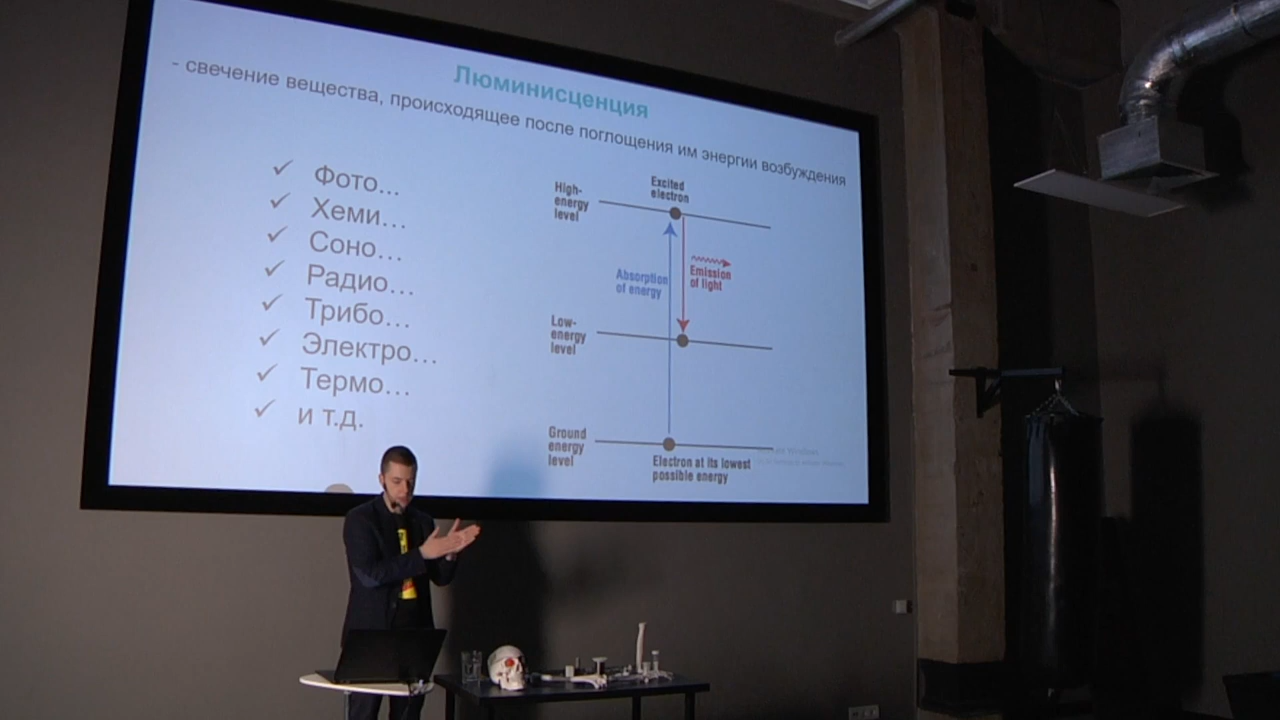 Люминисценция
- свечение вещества, происходящее после поглощения им энергии возбуждения
✓ Фото...
✓ Хеми...
✓ Соно...
✓ Радио...
✓ Трибо...
✓ Электро...
✓ Термо...
✓ и т.д.
High-
energy
level
Excited
electron
Absorption
of energy
Emission
of light
Low-
energy
level
Ground
energy
level
Electron at its lowest
possible energy